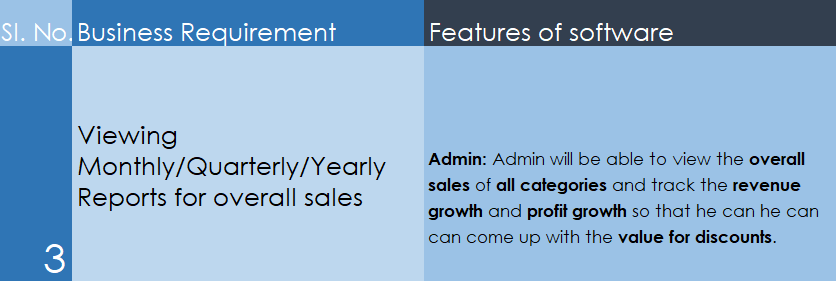 Sl. No. Business Requirement Features of software
Viewing
Monthly/Quarterly/Yearly
Reports for overall sales
Admin: Admin will be able to view the overall
sales of all categories and track the revenue
growth and profit growth so that he can he can
can come up with the value for discounts.
3